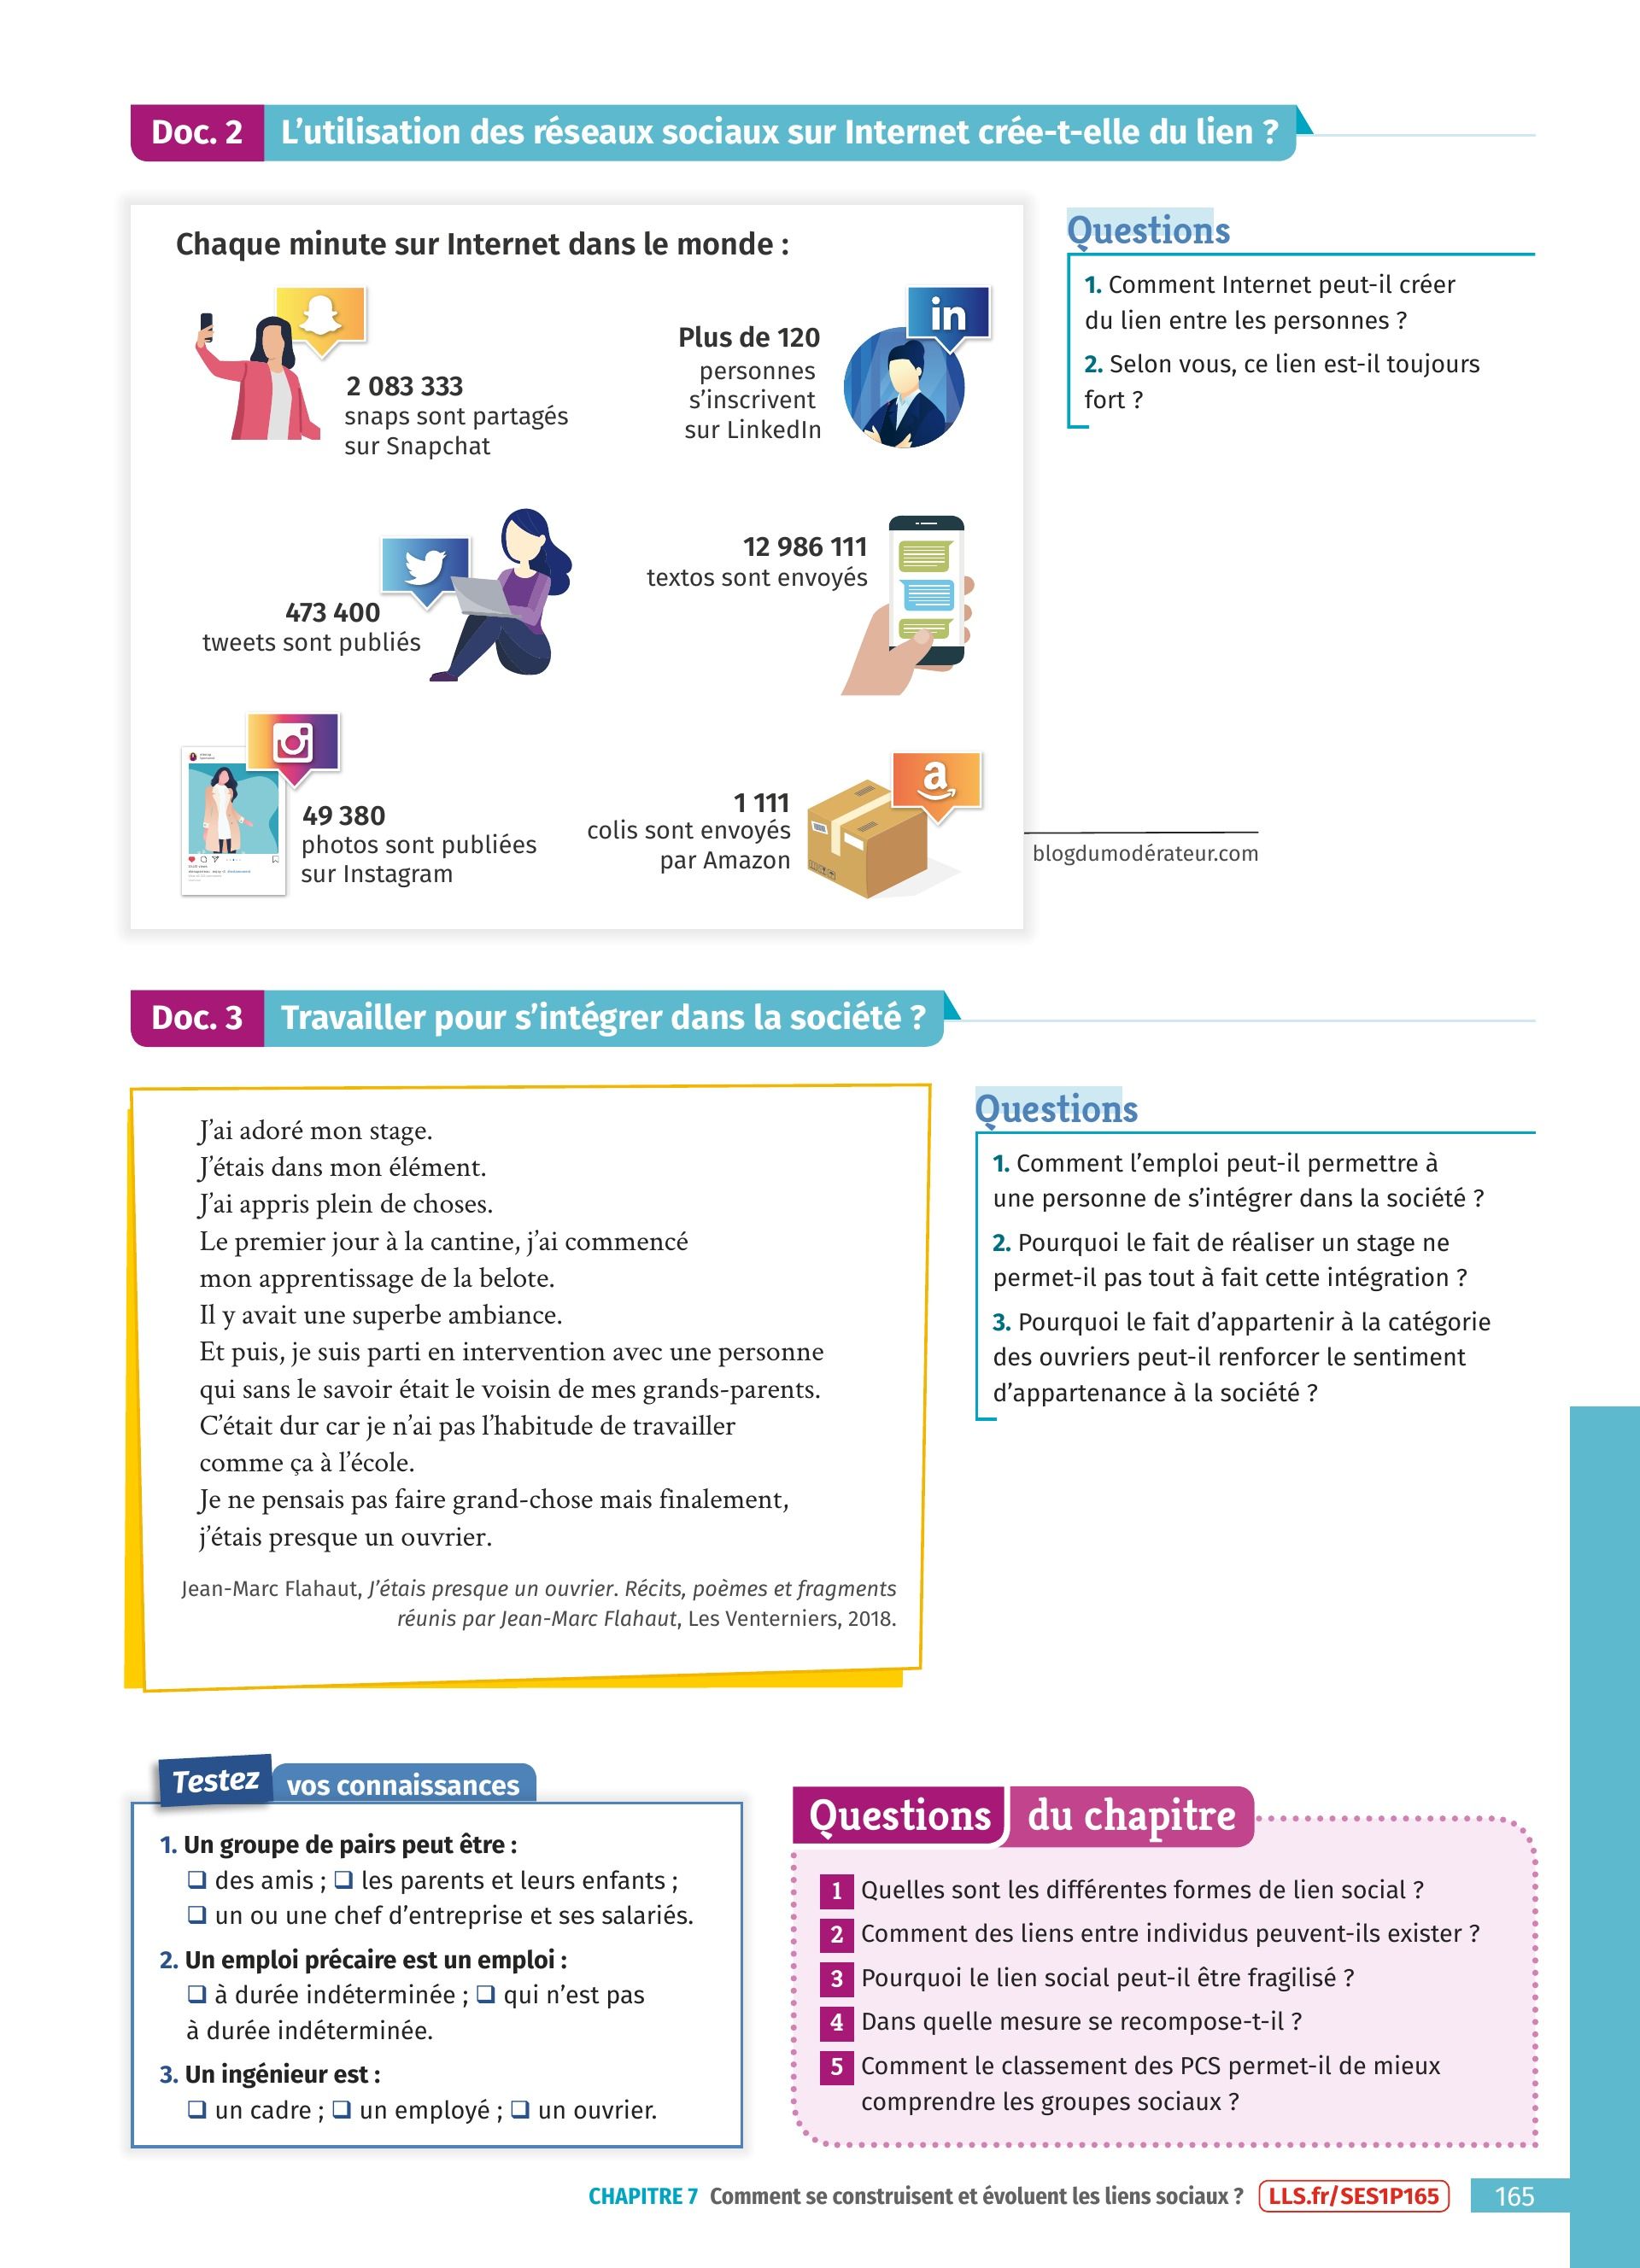 Doc. 2 L’utilisation des réseaux sociaux sur Internet crée-t-elle du lien ?
Chaque minute sur Internet dans le monde :
2 083 333
snaps sont partagés
sur Snapchat
in
Plus de 120
personnes
s’inscrivent
sur LinkedIn
473 400
tweets sont publiés
12 986 111
textos sont envoyés
49 380
photos sont publiées
sur Instagram
a
1 111
colis sont envoyés
par Amazon
blogdumodérateur.com
Questions
1. Comment Internet peut-il créer
du lien entre les personnes ?
2. Selon vous, ce lien est-il toujours
fort ?
Doc. 3 Travailler pour s’intégrer dans la société ?
J’ai adoré mon stage.
J’étais dans mon élément.
J’ai appris plein de choses.
Le premier jour à la cantine, j’ai commencé
mon apprentissage de la belote.
Il y avait une superbe ambiance.
Et puis, je suis parti en intervention avec une personne
qui sans le savoir était le voisin de mes grands-parents.
C’était dur car je n’ai pas l’habitude de travailler
comme ça à l’école.
Je ne pensais pas faire grand-chose mais finalement,
j’étais presque un ouvrier.
Jean-Marc Flahaut, J’étais presque un ouvrier. Récits, poèmes et fragments
réunis par Jean-Marc Flahaut, Les Venterniers, 2018.
Questions
1. Comment l’emploi peut-il permettre à
une personne de s’intégrer dans la société ?
2. Pourquoi le fait de réaliser un stage ne
permet-il pas tout à fait cette intégration ?
3. Pourquoi le fait d’appartenir à la catégorie
des ouvriers peut-il renforcer le sentiment
d’appartenance à la société ?
Testez vos connaissances
1. Un groupe de pairs peut être :
❑ des amis ; ❑ les parents et leurs enfants ;
❑ un ou une chef d’entreprise et ses salariés.
2. Un emploi précaire est un emploi :
❑ à durée indéterminée ; ❑ qui n’est pas
à durée indéterminée.
3. Un ingénieur est :
❑ un cadre ; ❑ un employé ; ❑ un ouvrier.
Questions du chapitre
1 Quelles sont les différentes formes de lien social ?
2 Comment des liens entre individus peuvent-ils exister ?
3 Pourquoi le lien social peut-il être fragilisé ?
4 Dans quelle mesure se recompose-t-il ?
5 Comment le classement des PCS permet-il de mieux
comprendre les groupes sociaux ?
CHAPITRE 7 Comment se construisent et évoluent les liens sociaux ? LLS.fr/SES1P165 165